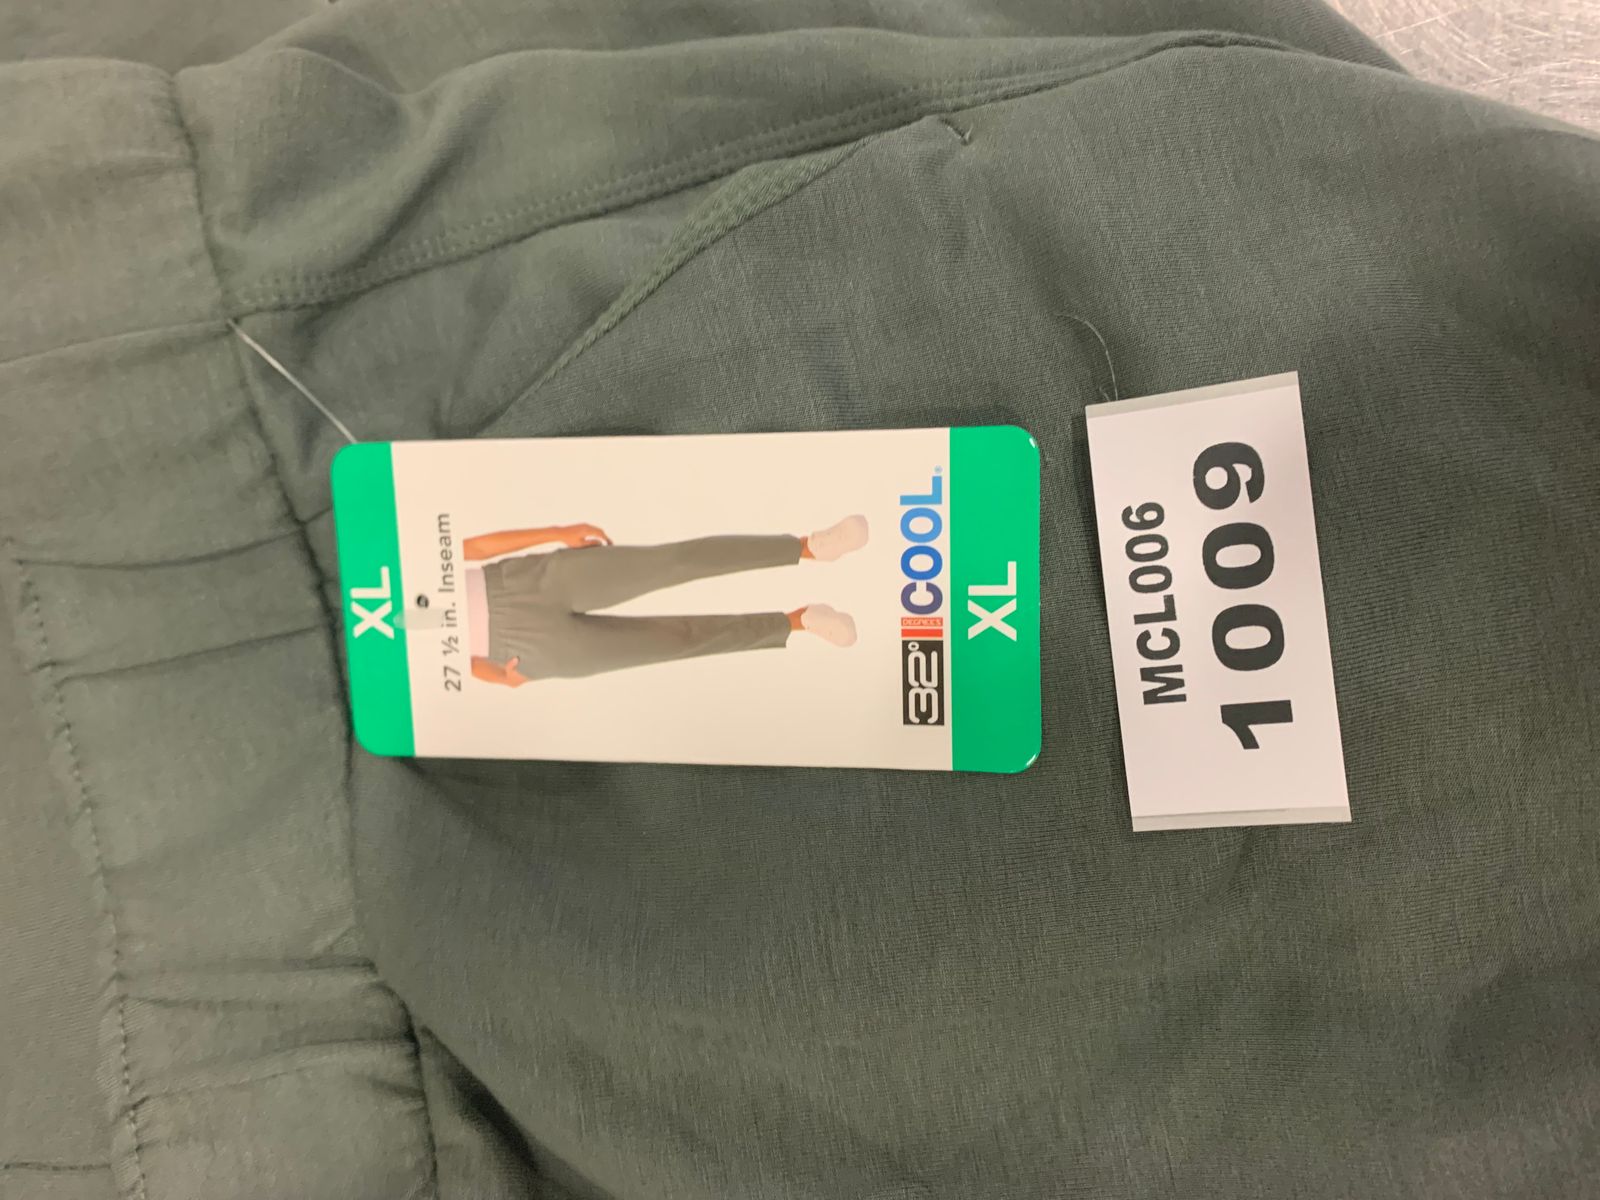 XL
27 ½ in. Inseam
32° DEGREES COOL®
XL
MCL006
1009